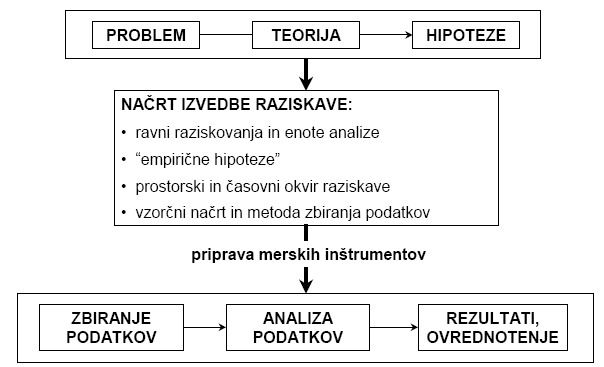 PROBLEM
TEORIJA
HIPOTEZE
NAČRT IZVEDBE RAZISKAVE:
• ravni raziskovanja in enote analize
• “empirične hipoteze”
• prostorski in časovni okvir raziskave
• vzorčni načrt in metoda zbiranja podatkov
priprava merskih inštrumentov
ZBIRANJE
PODATKOV
ANALIZA
PODATKOV
REZULTATI,
OVREDNOTENJE